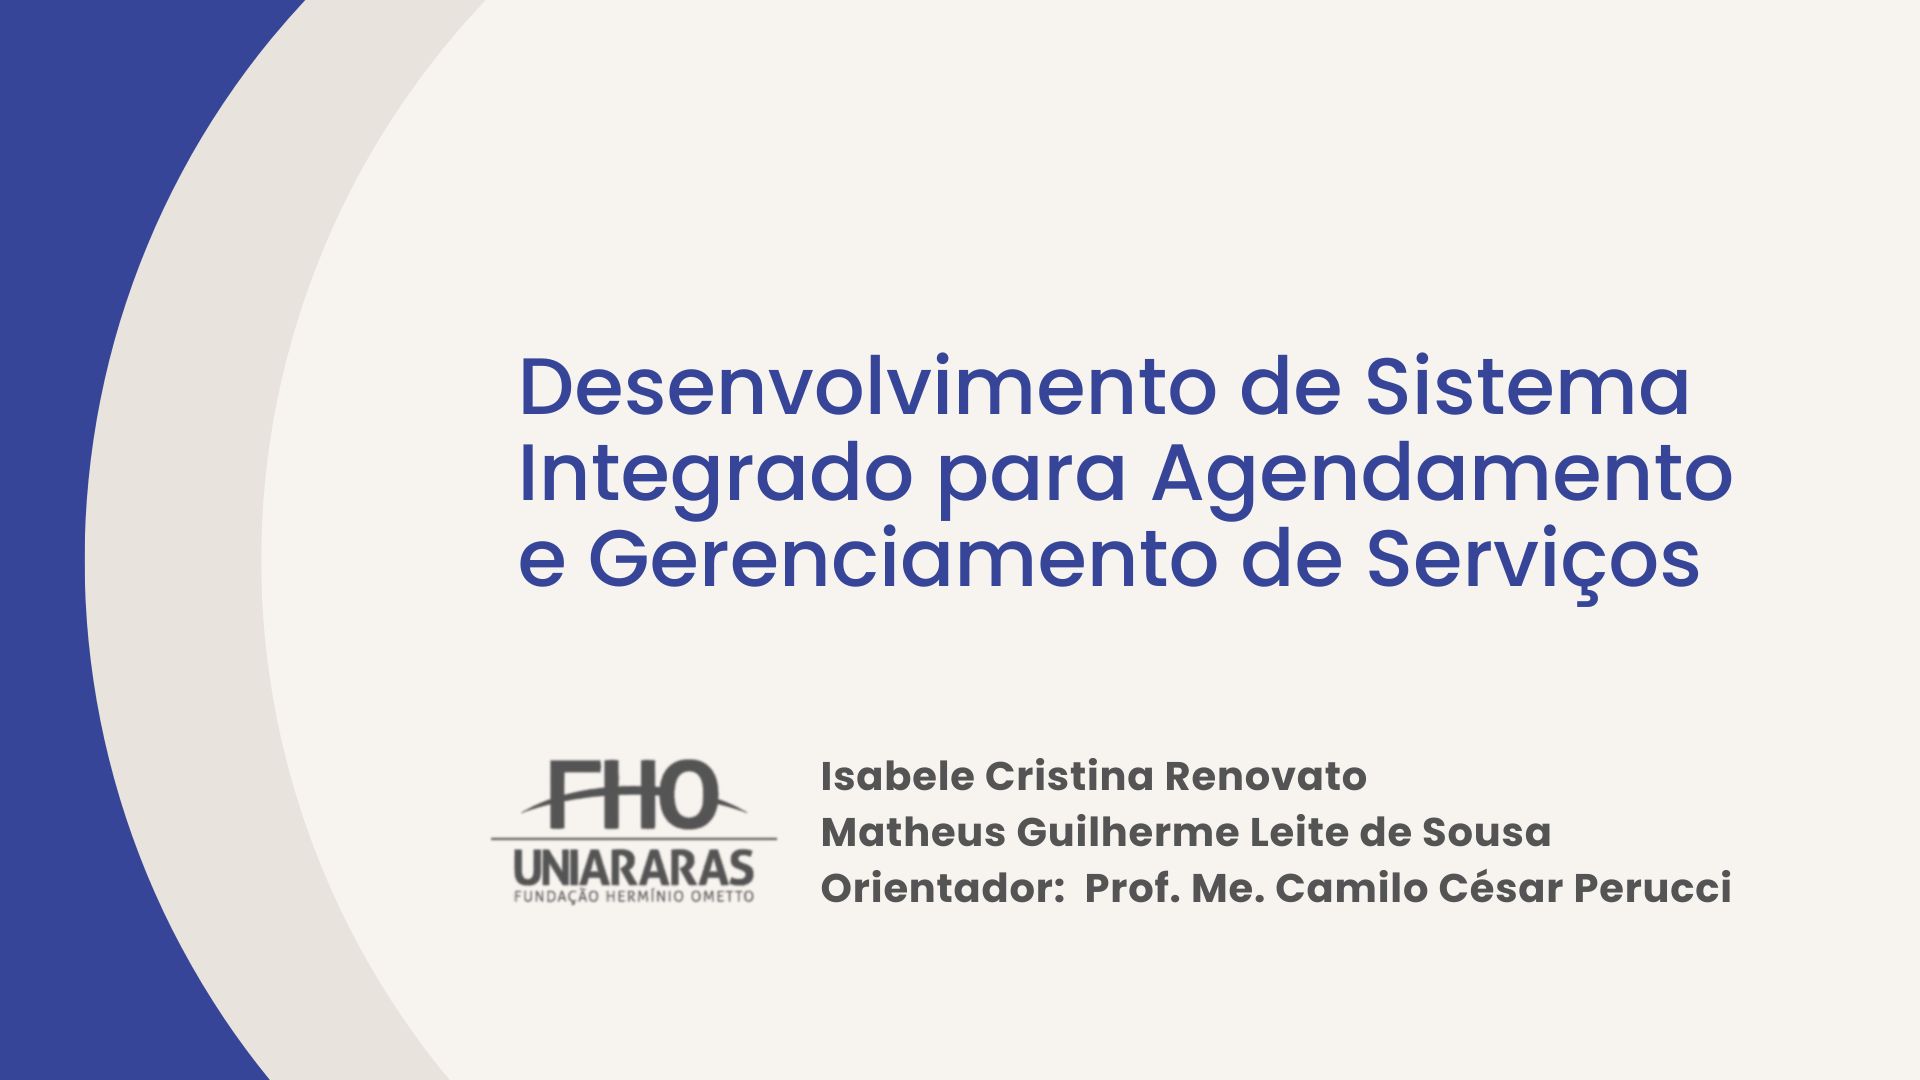 Desenvolvimento de Sistema
Integrado para Agendamento
e Gerenciamento de Serviços
FHO
UNIARARAS
FUNDAÇÃO HERMÍNIO OMETTO
Isabele Cristina Renovato
Matheus Guilherme Leite de Sousa
Orientador: Prof. Me. Camilo César Perucci